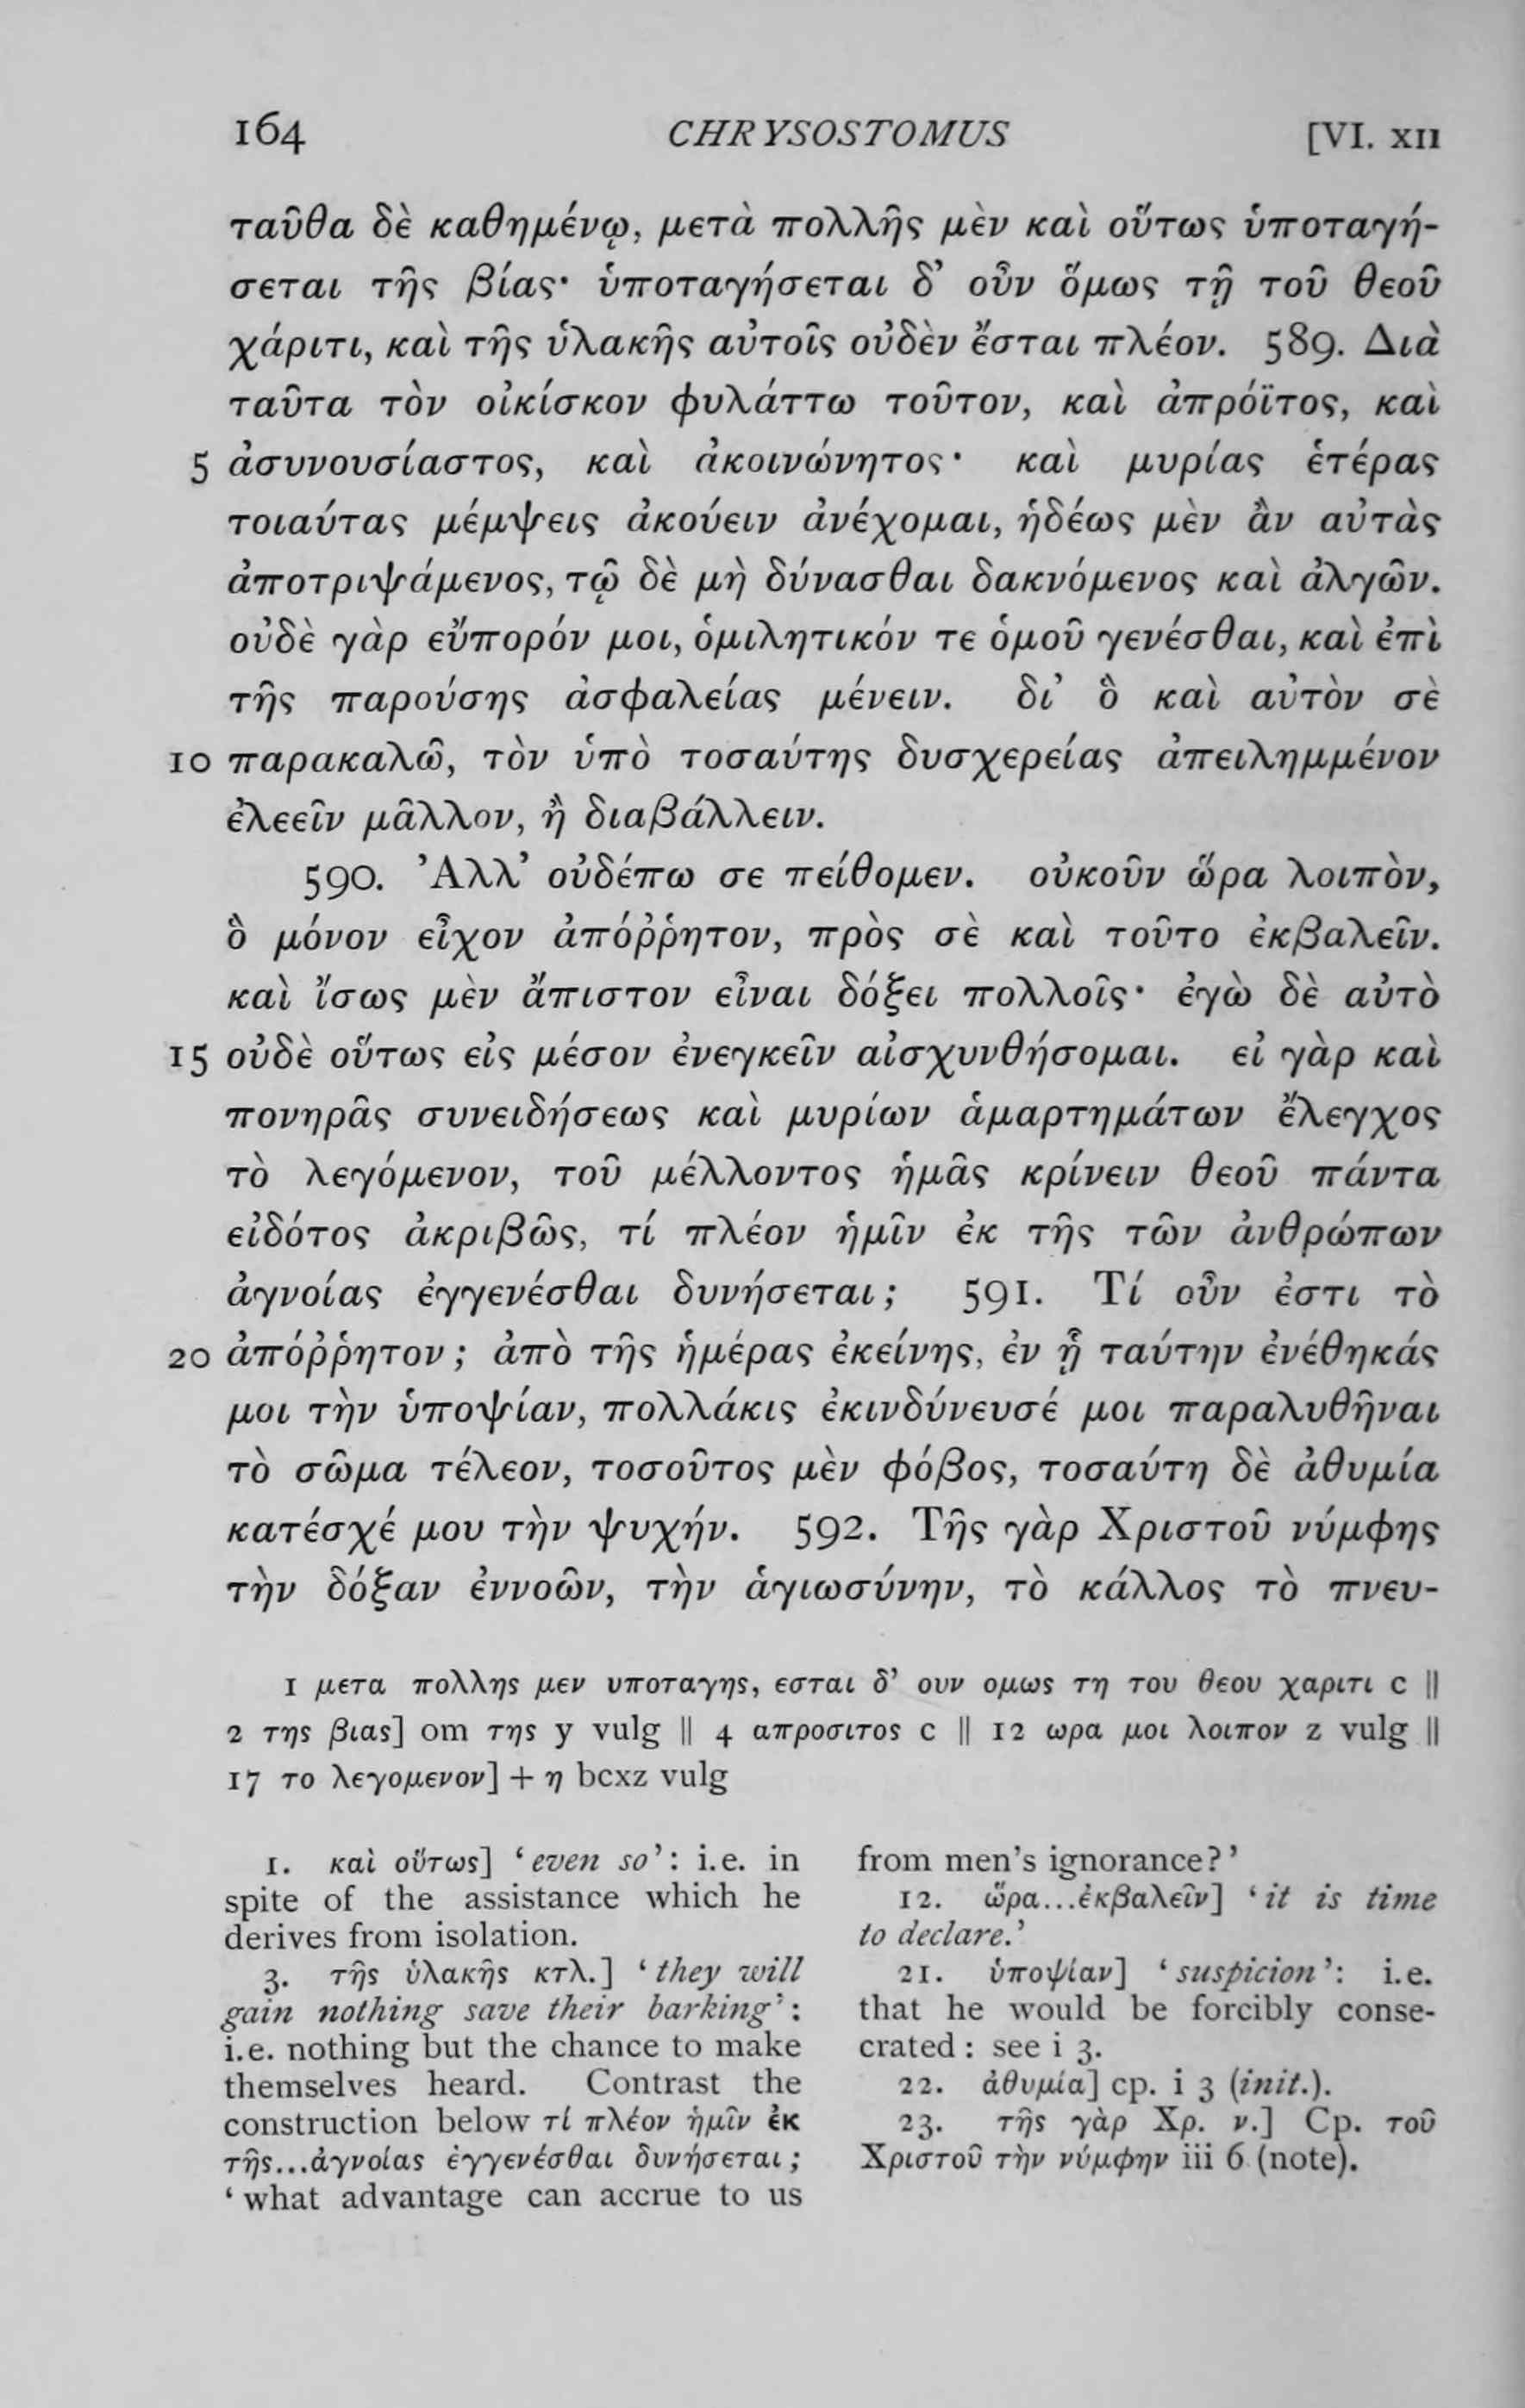 164 CHRYSOSTOMUS [VI. XII
ταῦθα δὲ καθημένῳ, μετὰ πολλῆς μὲν καὶ οὕτως ὑποταγή-
σεται τῆς βίας· ὑποταγήσεται δ’ οὖν ὅμως τῇ τοῦ θεοῦ
χάριτι, καὶ τῆς ὑλακῆς αὐτοῖς οὐδὲν ἔσται πλέον. 589. Διὰ
ταῦτα τὸν οἰκίσκον φυλάττω τοῦτον, καὶ ἀπρόϊτος, καὶ
5 ἀσυνουσίαστος, καὶ ἀκοινώνητος· καὶ μυρίας ἑτέρας
τοιαύτας μέμψεις ἀκούειν ἀνέχομαι, ἡδέως μὲν ἂν αὐτὰς
ἀποτριψάμενος, τῷ δὲ μὴ δύνασθαι δακνόμενος καὶ ἀλγῶν.
οὐδὲ γὰρ εὔπορόν μοι, ὁμιλητικόν τε ὁμοῦ γενέσθαι, καὶ ἐπὶ
τῆς παρούσης ἀσφαλείας μένειν. δι’ ὃ καὶ αὐτὸν σὲ
10 παρακαλῶ, τὸν ὑπὸ τοσαύτης δυσχερείας ἀπειλημμένον
ἐλεεῖν μᾶλλον, ἢ διαβάλλειν.
590. Ἀλλ’ οὐδέπω σε πείθομεν. οὐκοῦν ὥρα λοιπὸν,
ὃ μόνον εἶχον ἀπόῤῥητον, πρὸς σὲ καὶ τοῦτο ἐκβαλεῖν.
καὶ ἴσως μὲν ἄπιστον εἶναι δόξει πολλοῖς· ἐγὼ δὲ αὐτὸ
15 οὐδὲ οὕτως εἰς μέσον ἐνεγκεῖν αἰσχυνθήσομαι. εἰ γὰρ καὶ
πονηρᾶς συνειδήσεως καὶ μυρίων ἁμαρτημάτων ἔλεγχος
τὸ λεγόμενον, τοῦ μέλλοντος ἡμᾶς κρίνειν θεοῦ πάντα
εἰδότος ἀκριβῶς, τί πλέον ἡμῖν ἐκ τῆς τῶν ἀνθρώπων
ἀγνοίας ἐγγενέσθαι δυνήσεται; 591. Τί οὖν ἐστι τὸ
20 ἀπόῤῥητον; ἀπὸ τῆς ἡμέρας ἐκείνης, ἐν ᾗ ταύτην ἐνέθηκάς
μοι τὴν ὑποψίαν, πολλάκις ἐκινδύνευσέ μοι παραλυθῆναι
τὸ σῶμα τέλεον, τοσοῦτος μὲν φόβος, τοσαύτη δὲ ἀθυμία
κατέσχέ μου τὴν ψυχήν. 592. Τῆς γὰρ Χριστοῦ νύμφης
τὴν δόξαν ἐννοῶν, τὴν ἁγιωσύνην, τὸ κάλλος τὸ πνευ-
1 μετα πολλης μεν υποταγης, εσται δ’ ουν ομως τη του θεου χαριτι c ||
2 της βιας] om της y vulg || 4 απροσιτος c || 12 ωρα μοι λοιπον z vulg ||
17 το λεγομενον] + η bcxz vulg
1. καὶ οὕτως] ‘even so’: i.e. in
spite of the assistance which he
derives from isolation.
3. τῆς ὑλακῆς κτλ.] ‘they will
gain nothing save their barking’:
i.e. nothing but the chance to make
themselves heard. Contrast the
construction below τί πλέον ἡμῖν ἐκ
τῆς...ἀγνοίας ἐγγενέσθαι δυνήσεται;
‘what advantage can accrue to us
from men’s ignorance?’
12. ὥρα...ἐκβαλεῖν] ‘it is time
to declare.’
21. ὑποψίαν] ‘suspicion’: i.e.
that he would be forcibly conse-
crated: see i 3.
22. ἀθυμία] cp. i 3 (init.).
23. τῆς γὰρ Χρ. ν.] Cp. τοῦ
Χριστοῦ τὴν νύμφην iii 6 (note).